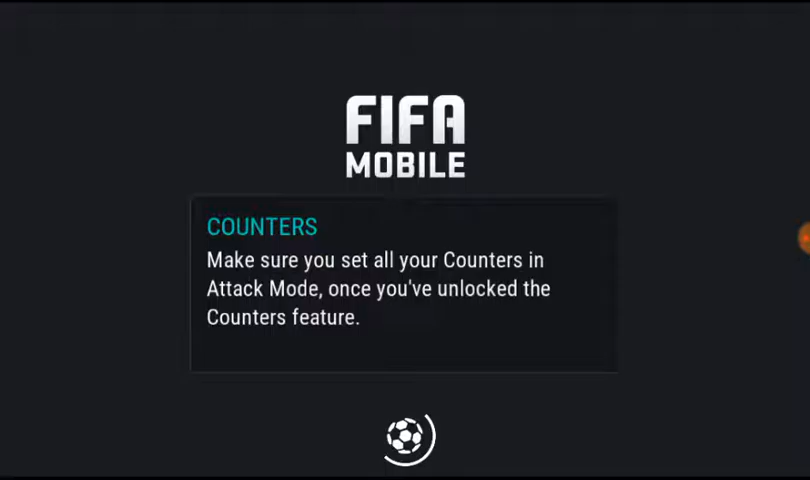 FIFA
MOBILE
COUNTERS
Make sure you set all your Counters in
Attack Mode, once you've unlocked the
Counters feature.